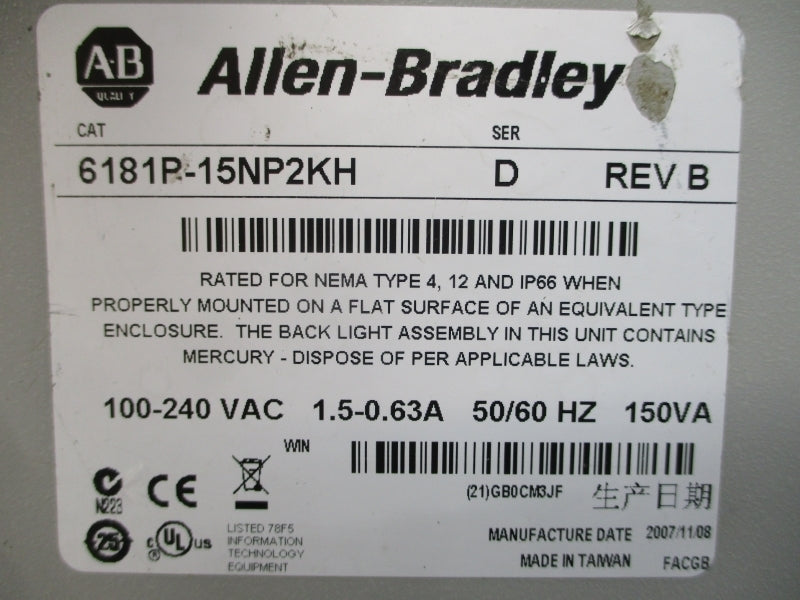 A-B
QUALITY
Allen-Bradley
CAT SER
6181P-15NP2KH D REV B
RATED FOR NEMA TYPE 4, 12 AND IP66 WHEN
PROPERLY MOUNTED ON A FLAT SURFACE OF AN EQUIVALENT TYPE
ENCLOSURE. THE BACK LIGHT ASSEMBLY IN THIS UNIT CONTAINS
MERCURY - DISPOSE OF PER APPLICABLE LAWS.
100-240 VAC 1.5-0.63A 50/60 HZ 150VA
WIN
N223 CE
(21)GB0CM3JF 生产日期
25 c UL us
®
LISTED 78F5
INFORMATION
TECHNOLOGY
EQUIPMENT
MANUFACTURE DATE 2007/11/08
MADE IN TAIWAN FACGB